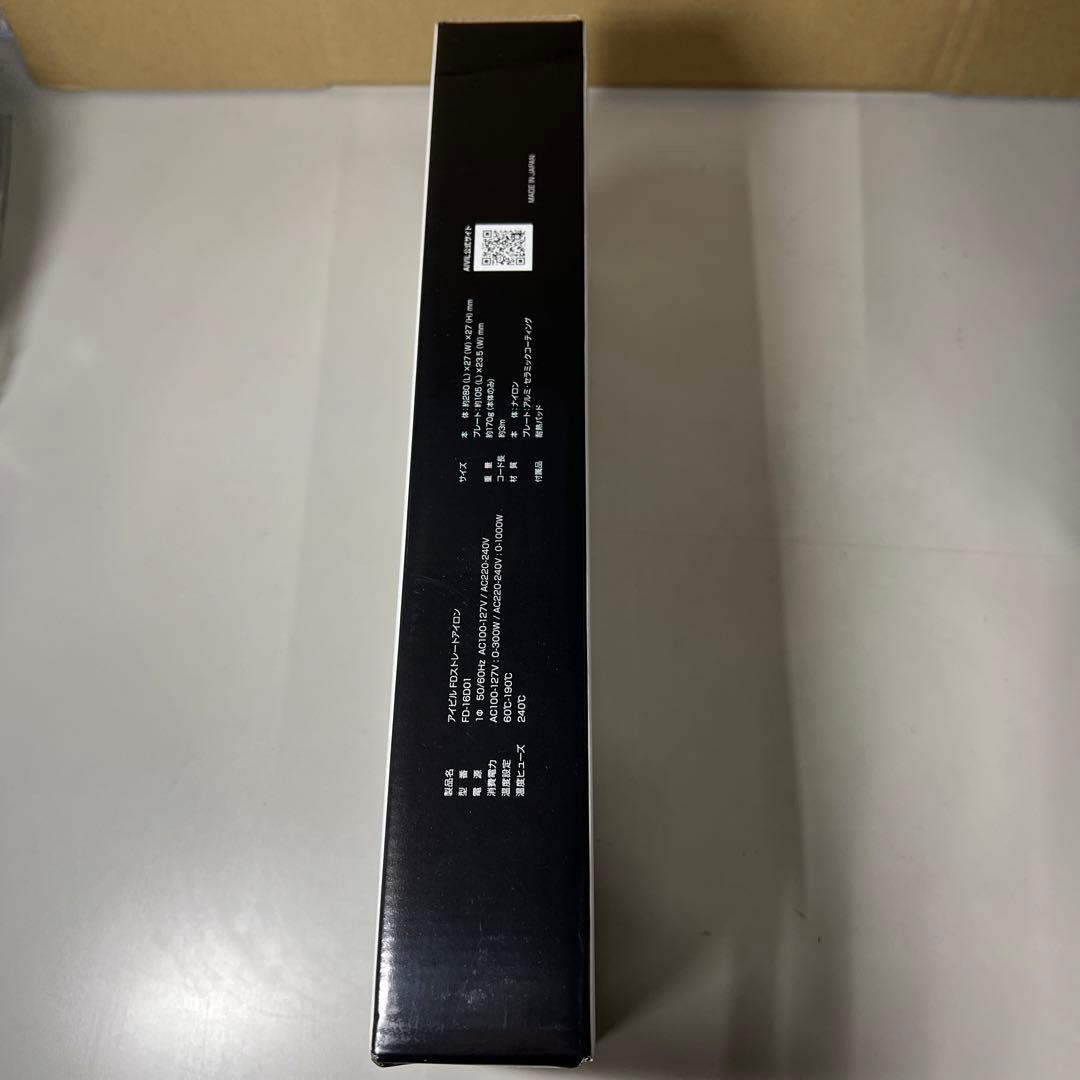 製品名 アイビル FDストレートアイロン
型 番 FD-16D01
電 源 1Φ 50/60Hz AC100-127V / AC220-240V
消費電力 AC100-127V : 0-300W / AC220-240V : 0-1000W
温度設定 60℃-190℃
温度ヒューズ 240℃
サイズ 本 体 : 約280 (L) ×27 (W) ×27 (H) mm
プレート : 約105 (L) ×23.5 (W) mm
重 量 約170g (本体のみ)
コード長 約3m
材 質 本 体 : ナイロン
プレート : アルミ・セラミックコーティング
付属品 耐熱パッド
AIVIL公式サイト
MADE IN JAPAN